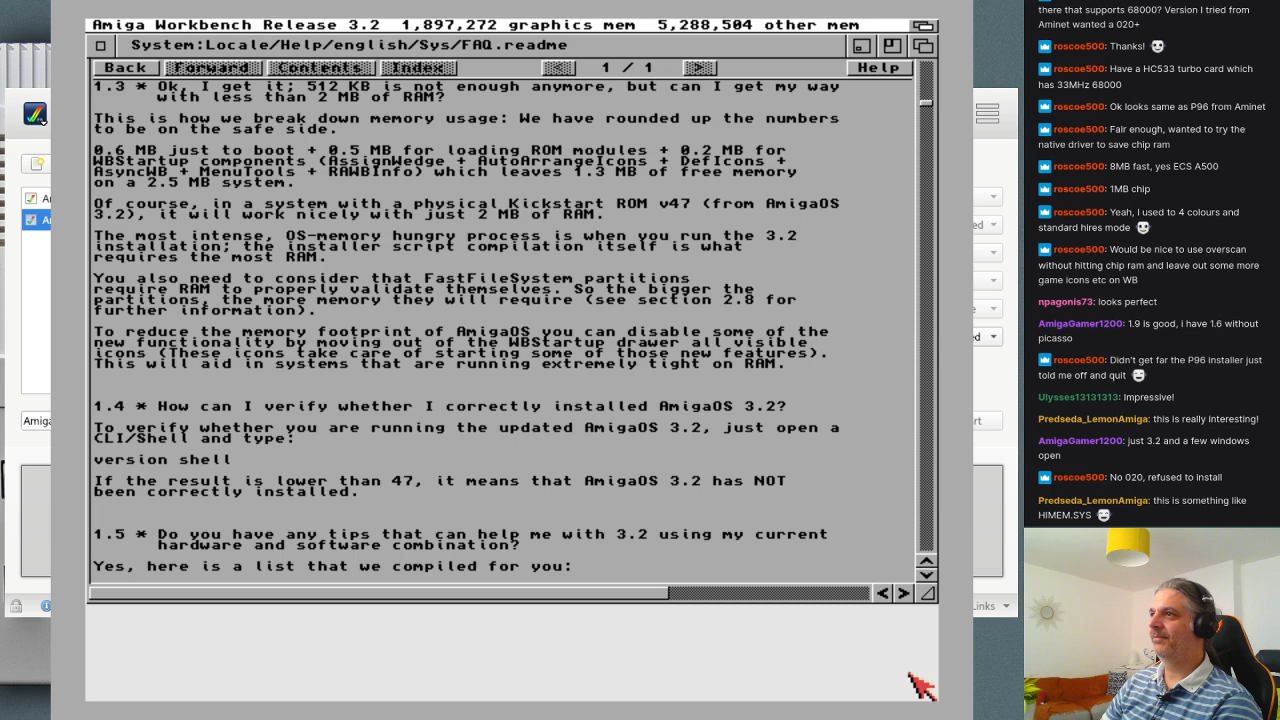 Amiga Workbench Release 3.2 1,897,272 graphics mem 5,288,504 other mem
System:Locale/Help/english/Sys/FAQ.readme
Back Forward Contents Index 1 / 1 > Help
1.3 * Ok, I get it; 512 KB is not enough anymore, but can I get my way
with less than 2 MB of RAM?
This is how we break down memory usage: We have rounded up the numbers
to be on the safe side.
0.6 MB just to boot + 0.5 MB for loading ROM modules + 0.2 MB for
WBStartup components (AssignWedge + AutoArrangeIcons + DefIcons +
AsyncWB + MenuTools + RAWBInfo) which leaves 1.3 MB of free memory
on a 2.5 MB system.
Of course, in a system with a physical Kickstart ROM v47 (from AmigaOS
3.2), it will work nicely with just 2 MB of RAM.
The most intense, OS-memory hungry process is when you run the 3.2
installation; the installer script compilation itself is what
requires the most RAM.
You also need to consider that FastFileSystem partitions
require RAM to properly validate themselves. So the bigger the
partitions, the more memory they will require (see section 2.8 for
further information).
To reduce the memory footprint of AmigaOS you can disable some of the
new functionality by moving out of the WBStartup drawer all visible
icons (These icons take care of starting some of those new features).
This will aid in systems that are running extremely tight on RAM.
1.4 * How can I verify whether I correctly installed AmigaOS 3.2?
To verify whether you arerunning the updated AmigaOS 3.2, just open a
CLI/Shell and type:
version shell
If the result is lower than 47, it means that AmigaOS 3.2 has NOT
been correctly installed.
1.5 * Do you have any tips that can help me with 3.2 using my current
hardware and software combination?
Yes, here is a list that we compiled for you:
Amiga
Links
there that supports 68000? Version I tried from
Aminet wanted a 020+
roscoe500: Thanks!
roscoe500: Have a HC533 turbo card which
has 33MHz 68000
roscoe500: Ok looks same as P96 from Aminet
roscoe500: Fair enough, wanted to try the
native driver to save chip ram
roscoe500: 8MB fast, yes ECS A500
roscoe500: 1MB chip
roscoe500: Yeah, I used to 4 colours and
standard hires mode
roscoe500: Would be nice to use overscan
without hitting chip ram and leave out some more
game icons etc on WB
npagonis73: looks perfect
AmigaGamer1200: 1.9 is good, i have 1.6 without
picasso
roscoe500: Didn't get far the P96 installer just
told me off and quit
Ulysses13131313: Impressive!
Predseda_LemonAmiga: this is really interesting!
AmigaGamer1200: just 3.2 and a few windows
open
roscoe500: No 020, refused to install
Predseda_LemonAmiga: this is something like
HIMEM.SYS